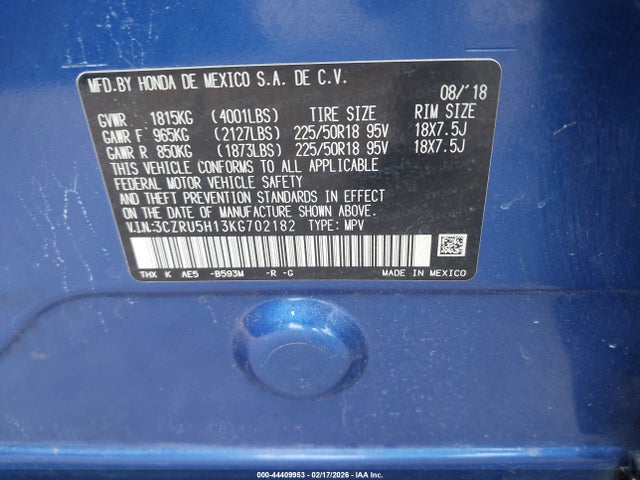 MFD.BY HONDA DE MEXICO S.A. DE C.V.
08/'18
GVWR 1815KG (4001LBS) TIRE SIZE RIM SIZE
GAWR F 965KG (2127LBS) 225/50R18 95V 18X7.5J
GAWR R 850KG (1873LBS) 225/50R18 95V 18X7.5J
THIS VEHICLE CONFORMS TO ALL APPLICABLE
FEDERAL MOTOR VEHICLE SAFETY
AND THEFT PREVENTION STANDARDS IN EFFECT
ON THE DATE OF MANUFACTURE SHOWN ABOVE.
V.I.N:3CZRU5H13KG702182 TYPE: MPV
THX K AE5 -B593M -R -G MADE IN MEXICO
000-44409953 - 02/17/2026 - IAA Inc.